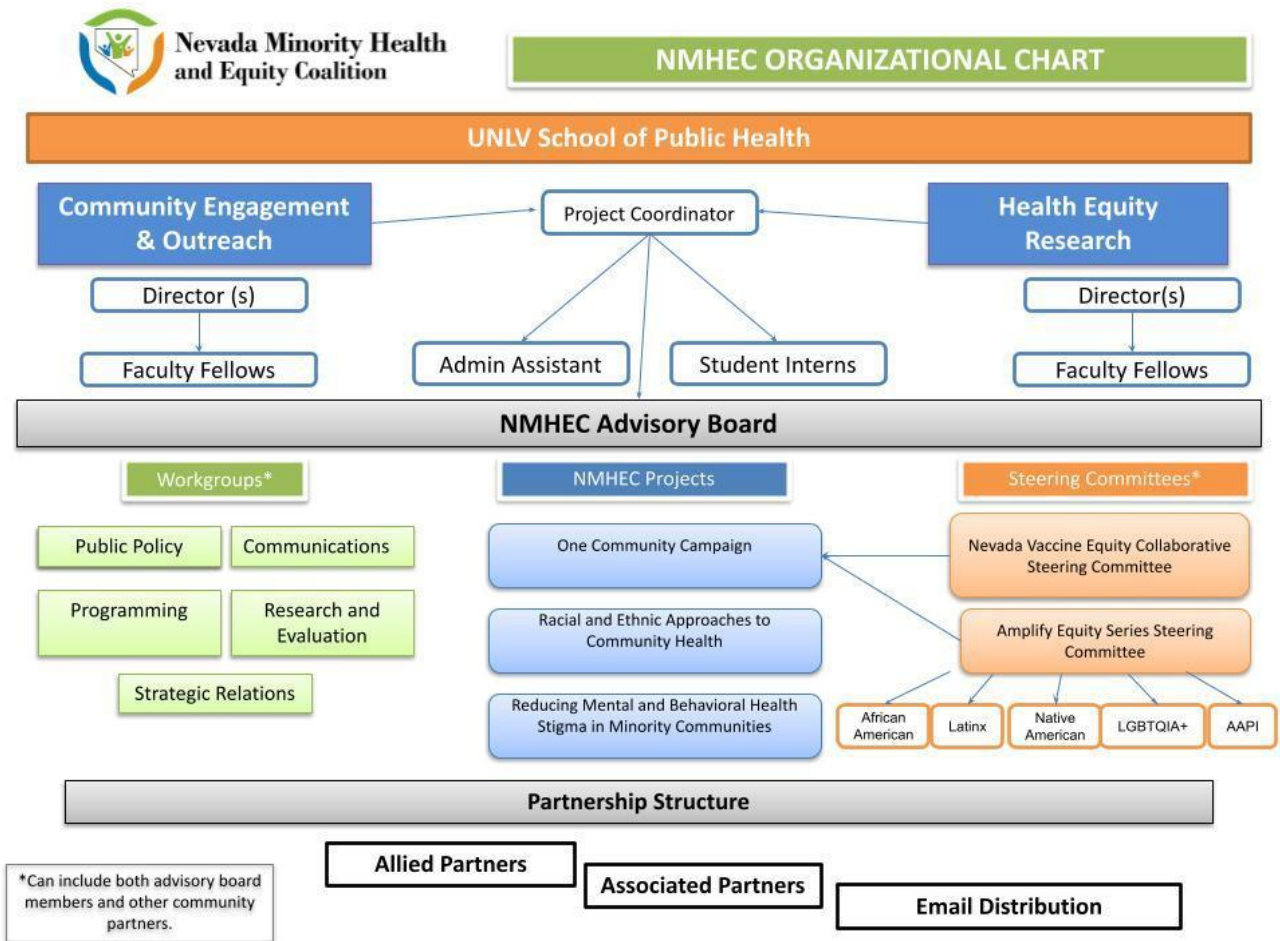 Nevada Minority Health
and Equity Coalition
NMHEC ORGANIZATIONAL CHART
UNLV School of Public Health
Community Engagement
& Outreach
Project Coordinator
Health Equity
Research
Director (s)
Director(s)
Faculty Fellows
Admin Assistant
Student Interns
Faculty Fellows
NMHEC Advisory Board
Workgroups*
NMHEC Projects
Steering Committees*
Public Policy
Communications
Programming
Research and
Evaluation
Strategic Relations
One Community Campaign
Racial and Ethnic Approaches to
Community Health
Reducing Mental and Behavioral Health
Stigma in Minority Communities
Nevada Vaccine Equity Collaborative
Steering Committee
Amplify Equity Series Steering
Committee
African
American
Latinx
Native
American
LGBTQIA+
AAPI
Partnership Structure
Allied Partners
Associated Partners
Email Distribution
*Can include both advisory board
members and other community
partners.